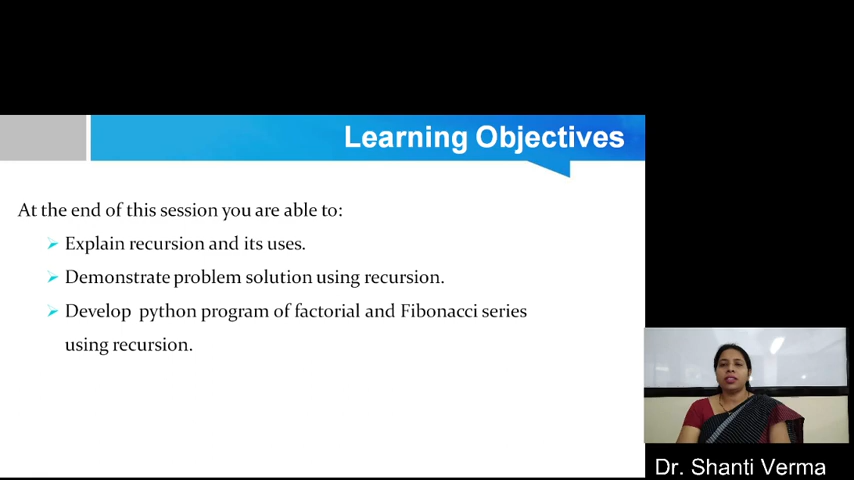 Learning Objectives
At the end of this session you are able to:
Explain recursion and its uses.
Demonstrate problem solution using recursion.
Develop python program of factorial and Fibonacci series
using recursion.
Dr. Shanti Verma